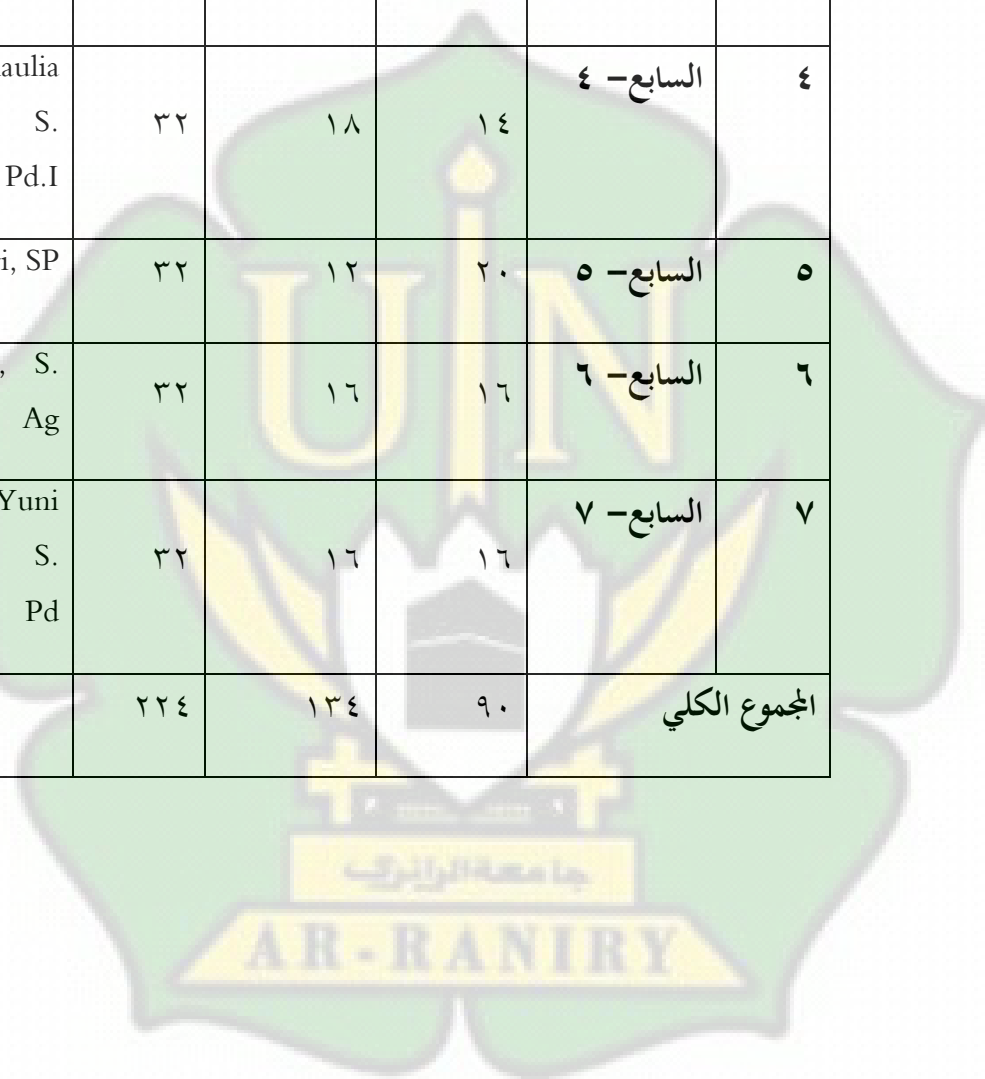 ٤ السابع– ٤ ١٤ ١٨ ٣٢ aulia
S.
Pd.I
٥ السابع– ٥ ٢٠ ١٢ ٣٢ i, SP
٦ السابع– ٦ ١٦ ١٦ ٣٢ , S.
Ag
٧ السابع– ٧ ١٦ ١٦ ٣٢ Yuni
S.
Pd
المجموع الكلي ٩٠ ١٣٤ ٢٢٤
UIN
جامعة الرانري
AR-RANIRY